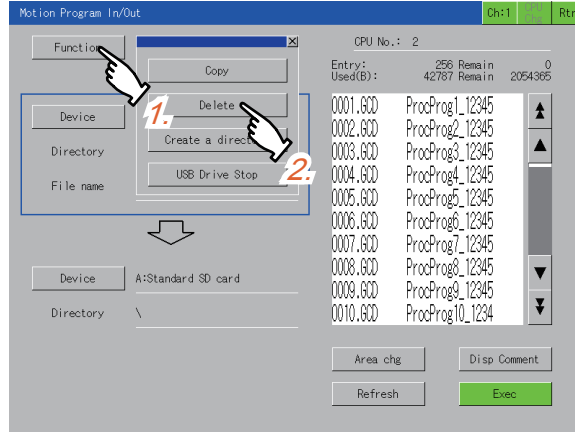 Motion Program In/Out
Ch:1
CPU
Chg
Rtr
Function
Copy
Delete
Create a direct
USB Drive Stop
1.
2.
Device
Directory
File name
Device
A:Standard SD card
Directory
\
CPU No.: 2
Entry: 256 Remain 0
Used(B): 42787 Remain 2054365
0001.GCD ProcProg1_12345
0002.GCD ProcProg2_12345
0003.GCD ProcProg3_12345
0004.GCD ProcProg4_12345
0005.GCD ProcProg5_12345
0006.GCD ProcProg6_12345
0007.GCD ProcProg7_12345
0008.GCD ProcProg8_12345
0009.GCD ProcProg9_12345
0010.GCD ProcProg10_1234
Area chg
Disp Comment
Refresh
Exec